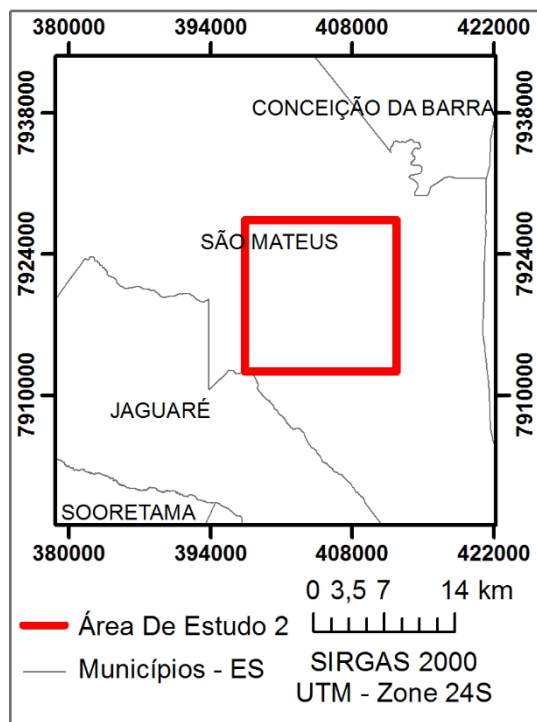 380000 394000 408000 422000
7938000 7938000
CONCEIÇÃO DA BARRA
SÃO MATEUS
7924000 7924000
7910000 7910000
JAGUARÉ
SOORETAMA
380000 394000 408000 422000
0 3,5 7 14 km
Área De Estudo 2
Municípios - ES
SIRGAS 2000
UTM - Zone 24S